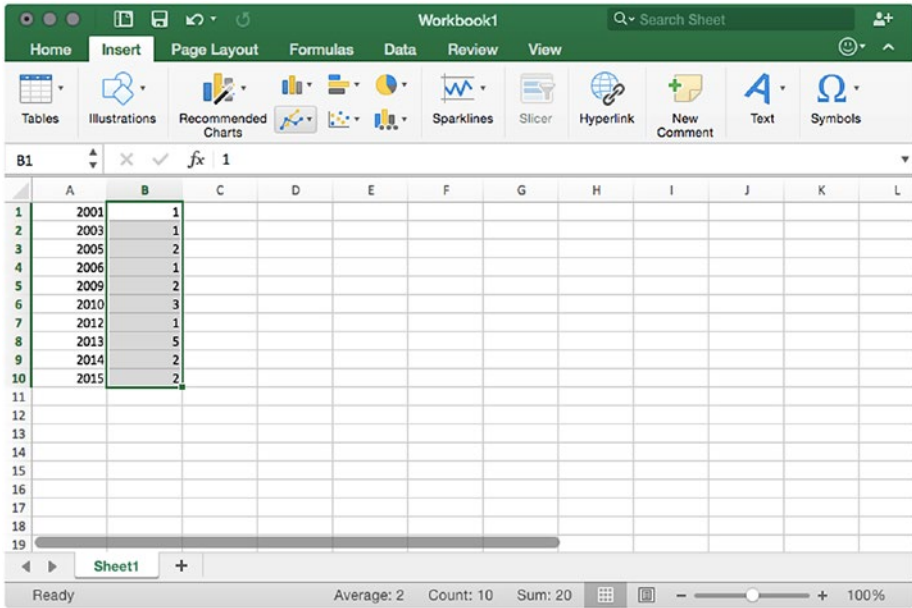 Workbook1
Search Sheet
Home Insert Page Layout Formulas Data Review View
Tables Illustrations Recommended Charts Sparklines Slicer Hyperlink New Comment Text Symbols
B1 fx 1
A B C D E F G H I J K L
1 2001 1
2 2003 1
3 2005 2
4 2006 1
5 2009 2
6 2010 3
7 2012 1
8 2013 5
9 2014 2
10 2015 2
11
12
13
14
15
16
17
18
19
Sheet1 +
Ready Average: 2 Count: 10 Sum: 20 − + 100%